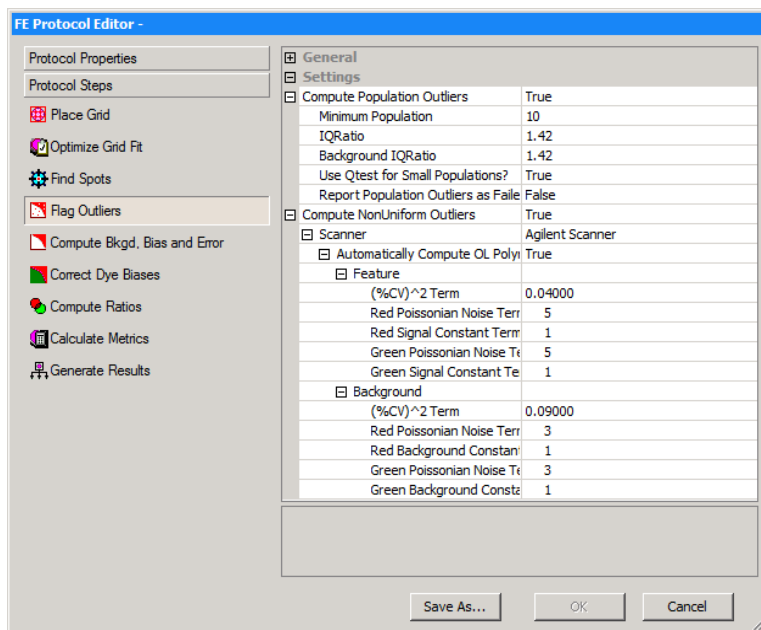 FE Protocol Editor -
Protocol Properties
Protocol Steps
Place Grid
Optimize Grid Fit
Find Spots
Flag Outliers
Compute Bkgd, Bias and Error
Correct Dye Biases
Compute Ratios
Calculate Metrics
Generate Results
General
Settings
Compute Population Outliers True
Minimum Population 10
IQRatio 1.42
Background IQRatio 1.42
Use Qtest for Small Populations? True
Report Population Outliers as Faile False
Compute NonUniform Outliers True
Scanner Agilent Scanner
Automatically Compute OL Polyn True
Feature
(%CV)^2 Term 0.04000
Red Poissonian Noise Terr 5
Red Signal Constant Term 1
Green Poissonian Noise Te 5
Green Signal Constant Te 1
Background
(%CV)^2 Term 0.09000
Red Poissonian Noise Terr 3
Red Background Constan 1
Green Poissonian Noise Te 3
Green Background Consta 1
Save As...
OK
Cancel